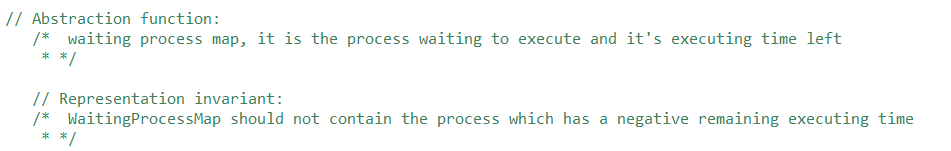 // Abstraction function:
/* waiting process map, it is the process waiting to execute and it's executing time left
* */
// Representation invariant:
/* WaitingProcessMap should not contain the process which has a negative remaining executing time
* */